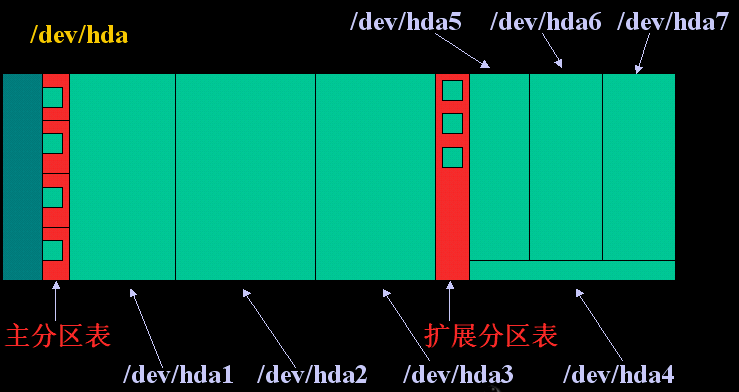 /dev/hda
/dev/hda5 /dev/hda6 /dev/hda7
主分区表 扩展分区表
/dev/hda1 /dev/hda2 /dev/hda3 /dev/hda4